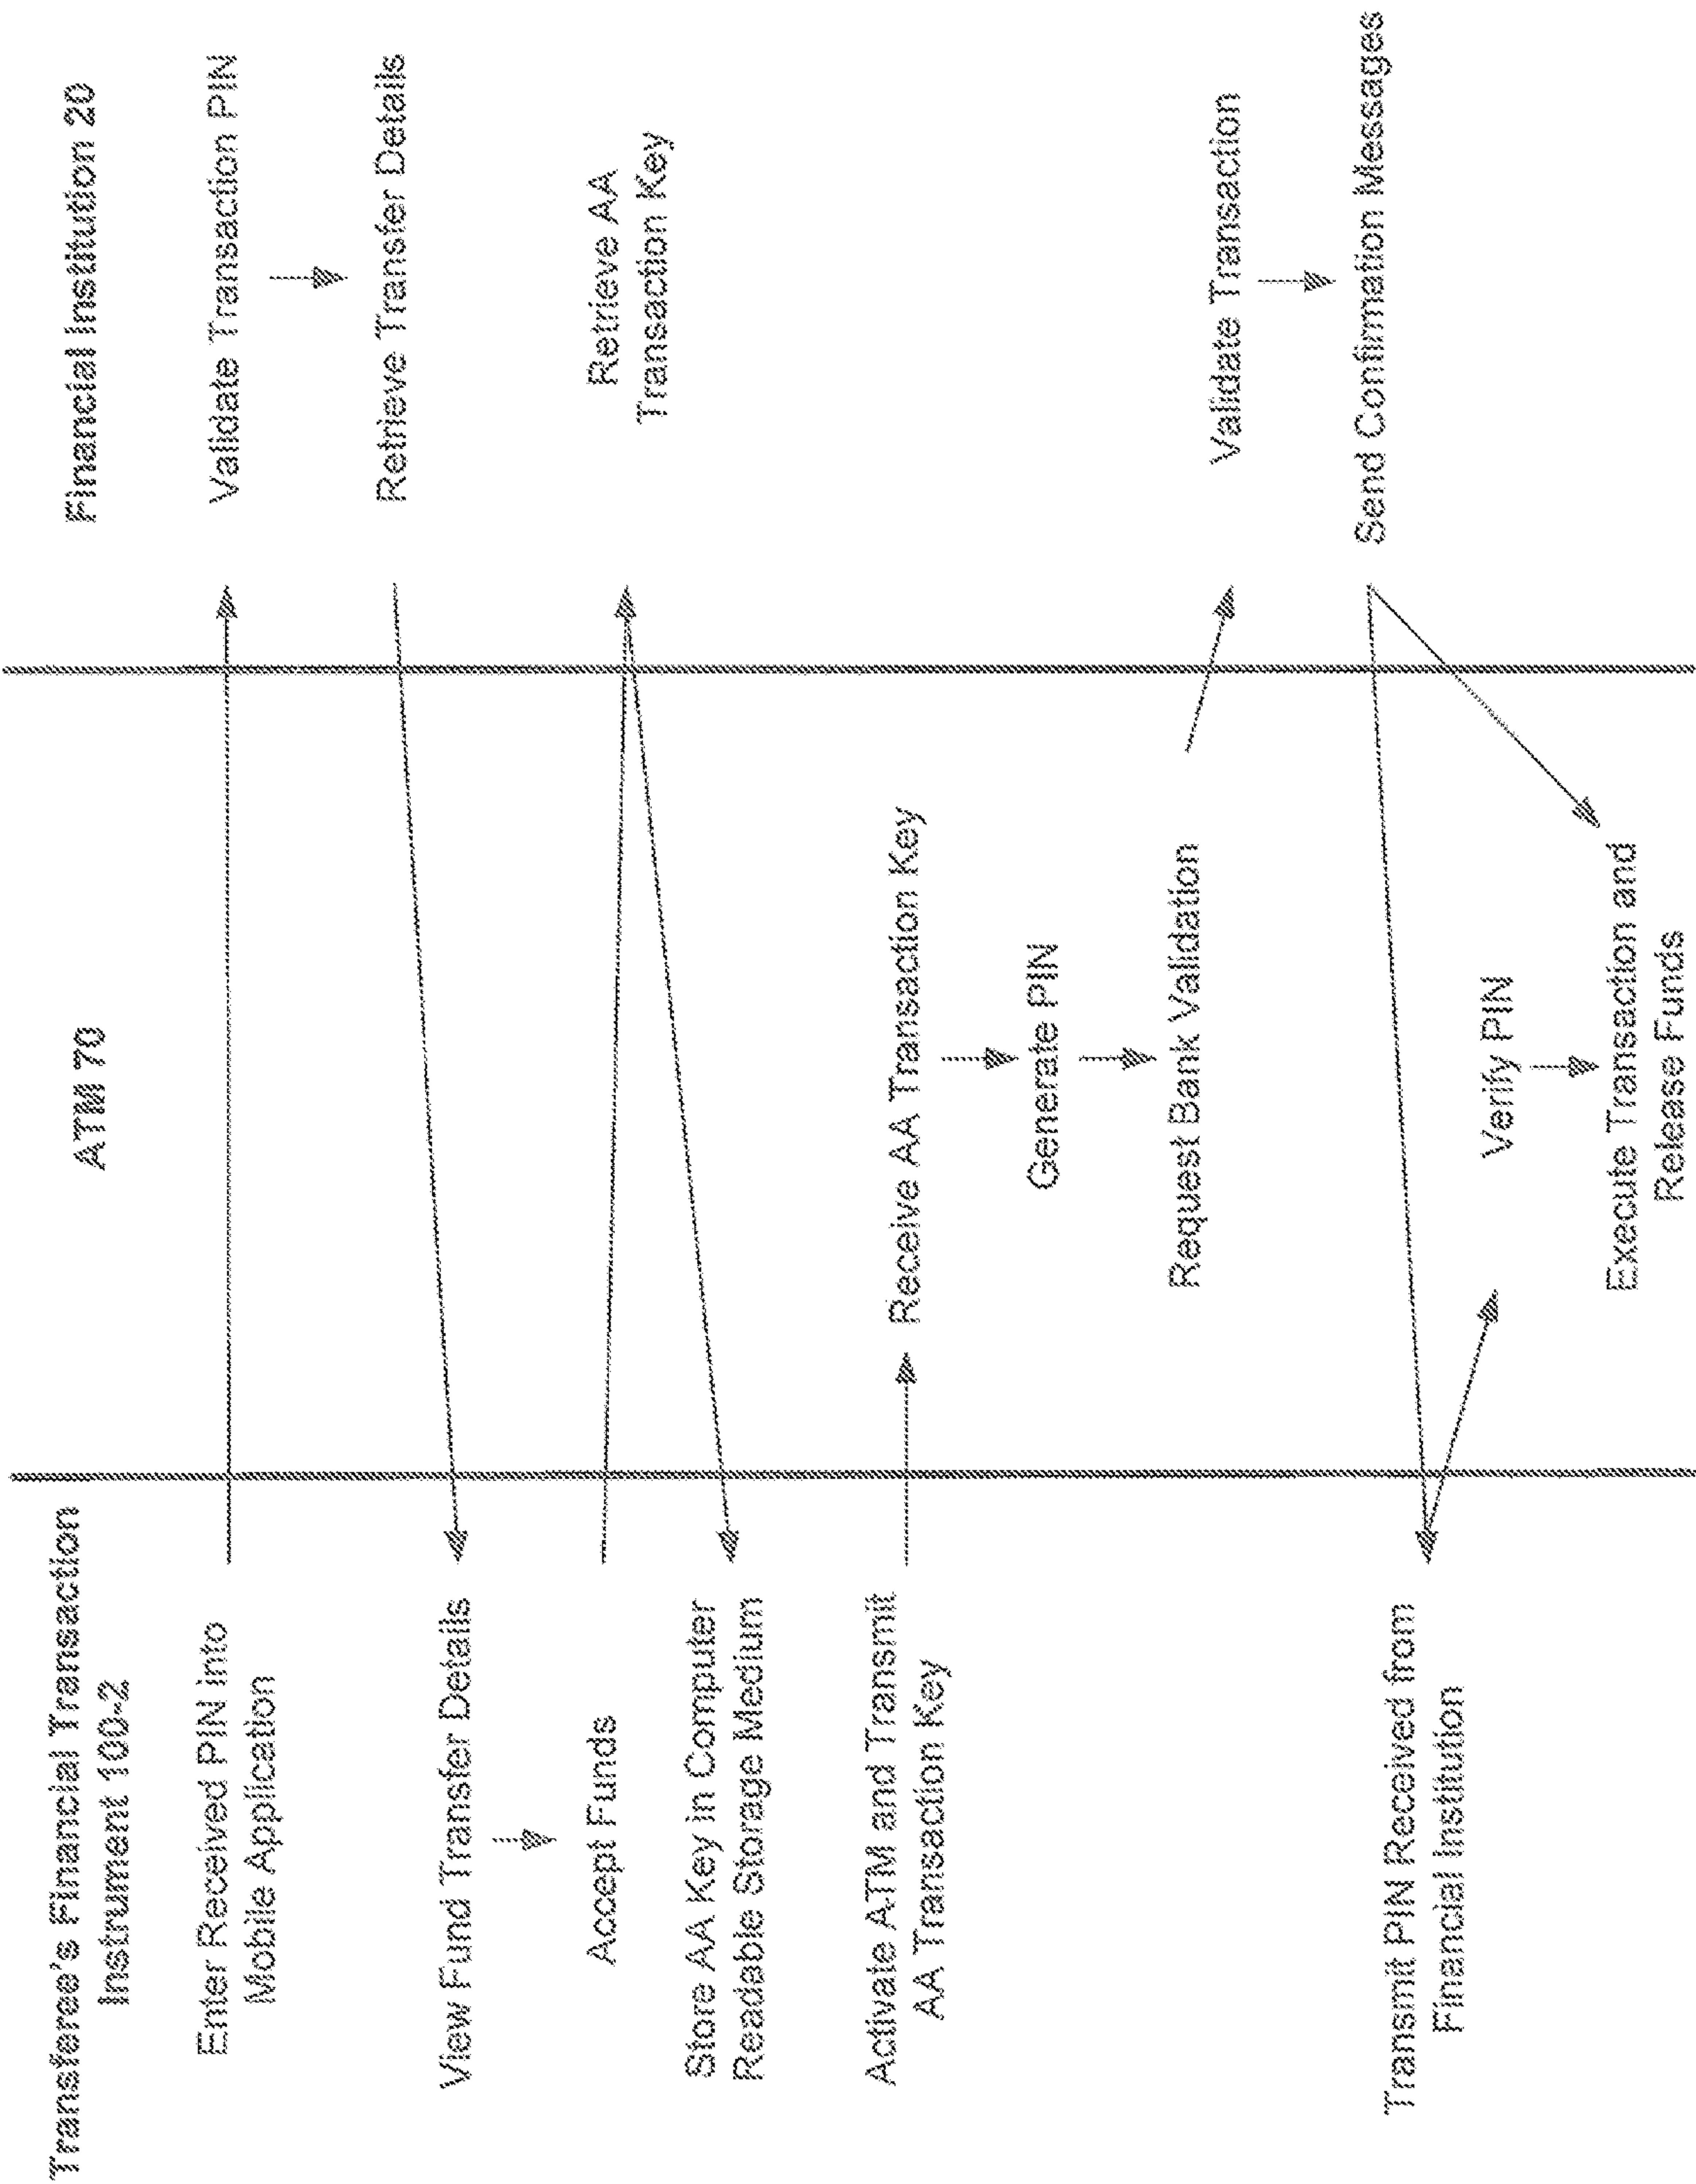 Transferee's Financial Transaction
Instrument 100-2
ATM 70
Financial Institution 20
Enter Received PIN into
Mobile Application
Validate Transaction PIN
Retrieve Transfer Details
View Fund Transfer Details
Accept Funds
Retrieve AA
Transaction Key
Store AA Key in Computer
Readable Storage Medium
Activate ATM and Transmit
AA Transaction Key
Receive AA Transaction Key
Generate PIN
Request Bank Validation
Validate Transaction
Send Confirmation Messages
Transmit PIN Received from
Financial Institution
Verify PIN
Execute Transaction and
Release Funds